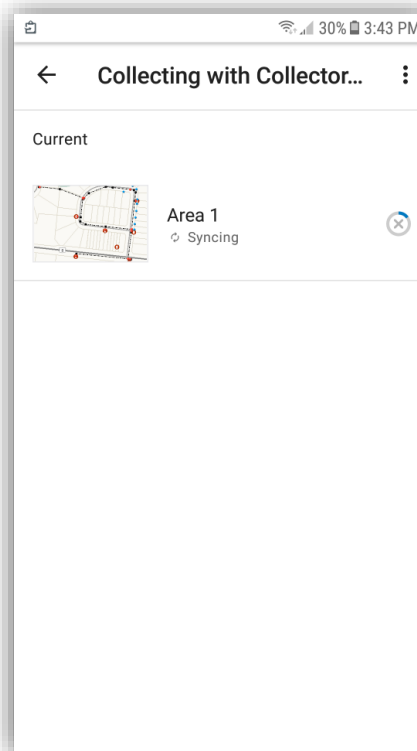 30% 3:43 PM
Collecting with Collector...
Current
Area 1
Syncing